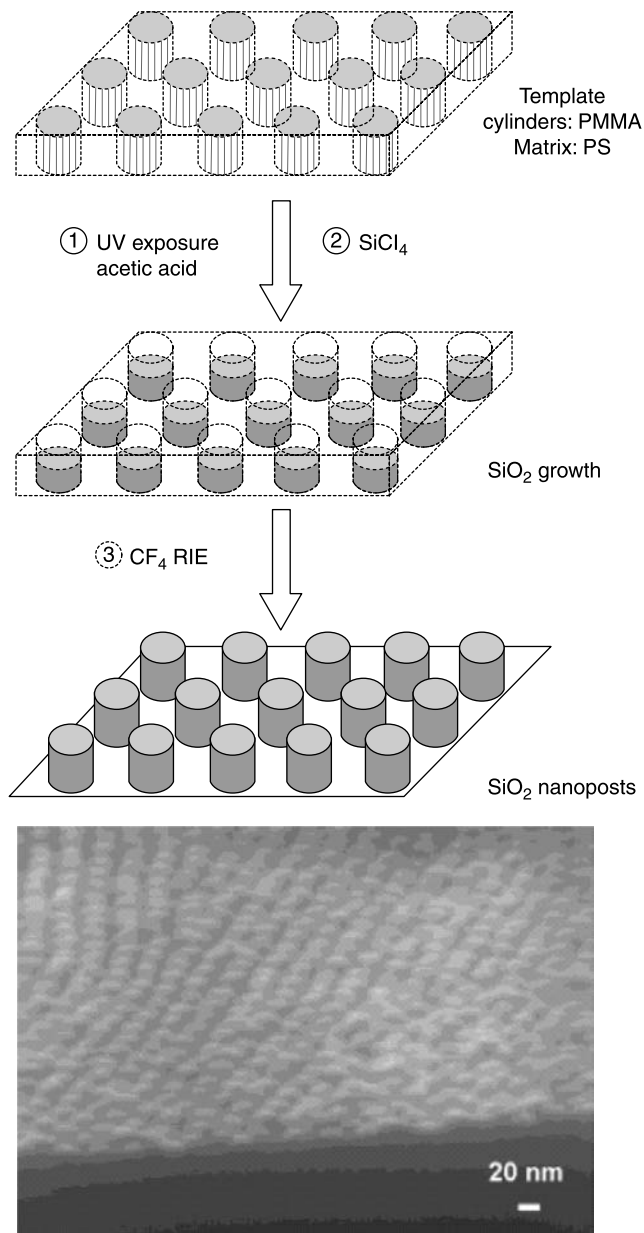 Template
cylinders: PMMA
Matrix: PS
① UV exposure
acetic acid
② SiCl₄
SiO₂ growth
③ CF₄ RIE
SiO₂ nanoposts
20 nm